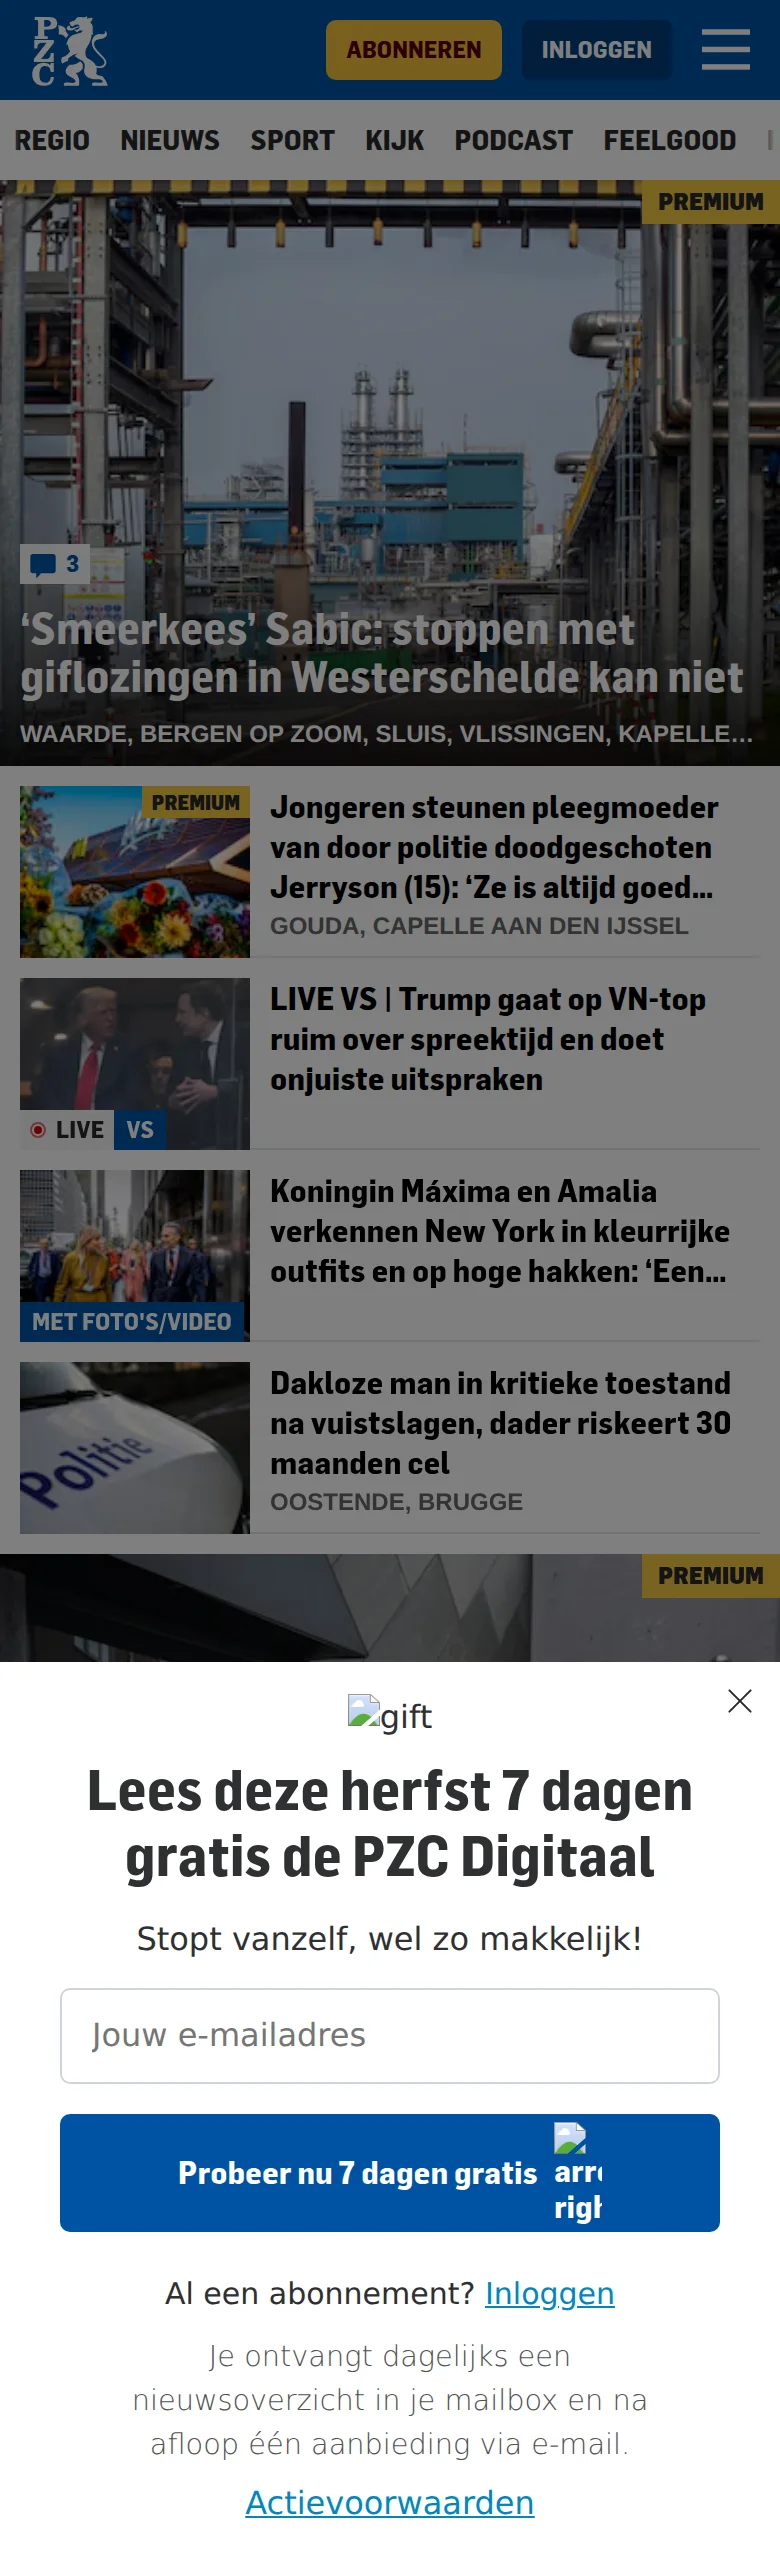 PZC
ABONNEREN
INLOGGEN
REGIO NIEUWS SPORT KIJK PODCAST FEELGOOD
PREMIUM
3
‘Smeerkees’ Sabic: stoppen met
giflozingen in Westerschelde kan niet
WAARDE, BERGEN OP ZOOM, SLUIS, VLISSINGEN, KAPELLE…
PREMIUM
Jongeren steunen pleegmoeder
van door politie doodgeschoten
Jerryson (15): ‘Ze is altijd goed…
GOUDA, CAPELLE AAN DEN IJSSEL
LIVE VS | Trump gaat op VN-top
ruim over spreektijd en doet
onjuiste uitspraken
LIVE VS
Koningin Máxima en Amalia
verkennen New York in kleurrijke
outfits en op hoge hakken: ‘Een…
MET FOTO'S/VIDEO
Dakloze man in kritieke toestand
na vuistslagen, dader riskeert 30
maanden cel
OOSTENDE, BRUGGE
Politie
PREMIUM
gift
Lees deze herfst 7 dagen
gratis de PZC Digitaal
Stopt vanzelf, wel zo makkelijk!
Jouw e-mailadres
Probeer nu 7 dagen gratis
Al een abonnement? Inloggen
Je ontvangt dagelijks een
nieuwsoverzicht in je mailbox en na
afloop één aanbieding via e-mail.
Actievoorwaarden